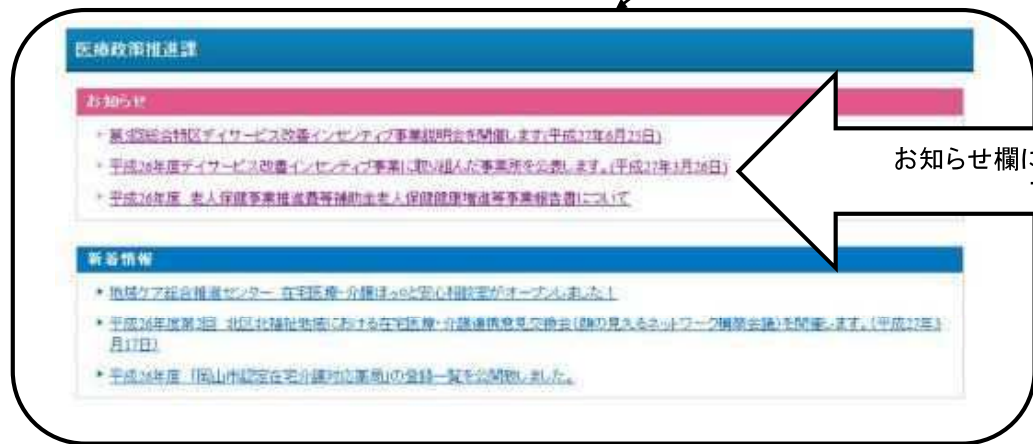 医療政策推進課
お知らせ
第3回総合特区デイサービス改善インセンティブ事業説明会を開催します(平成27年6月25日)
平成26年度デイサービス改善インセンティブ事業に取り組んだ事業所を公表します。(平成27年3月26日)
平成26年度 老人保健事業推進費等補助金老人保健健康増進等事業報告書について
お知らせ欄に
新着情報
地域ケア総合推進センター 在宅医療・介護ほっと安心相談室がオープンしました！
平成26年度第2回 北区北福祉地域における在宅医療・介護連携意見交換会(顔の見えるネットワーク構築会議)を開催します。(平成27年3
月17日)
平成26年度 「岡山市認定在宅介護対応薬局」の登録一覧を公開致しました。